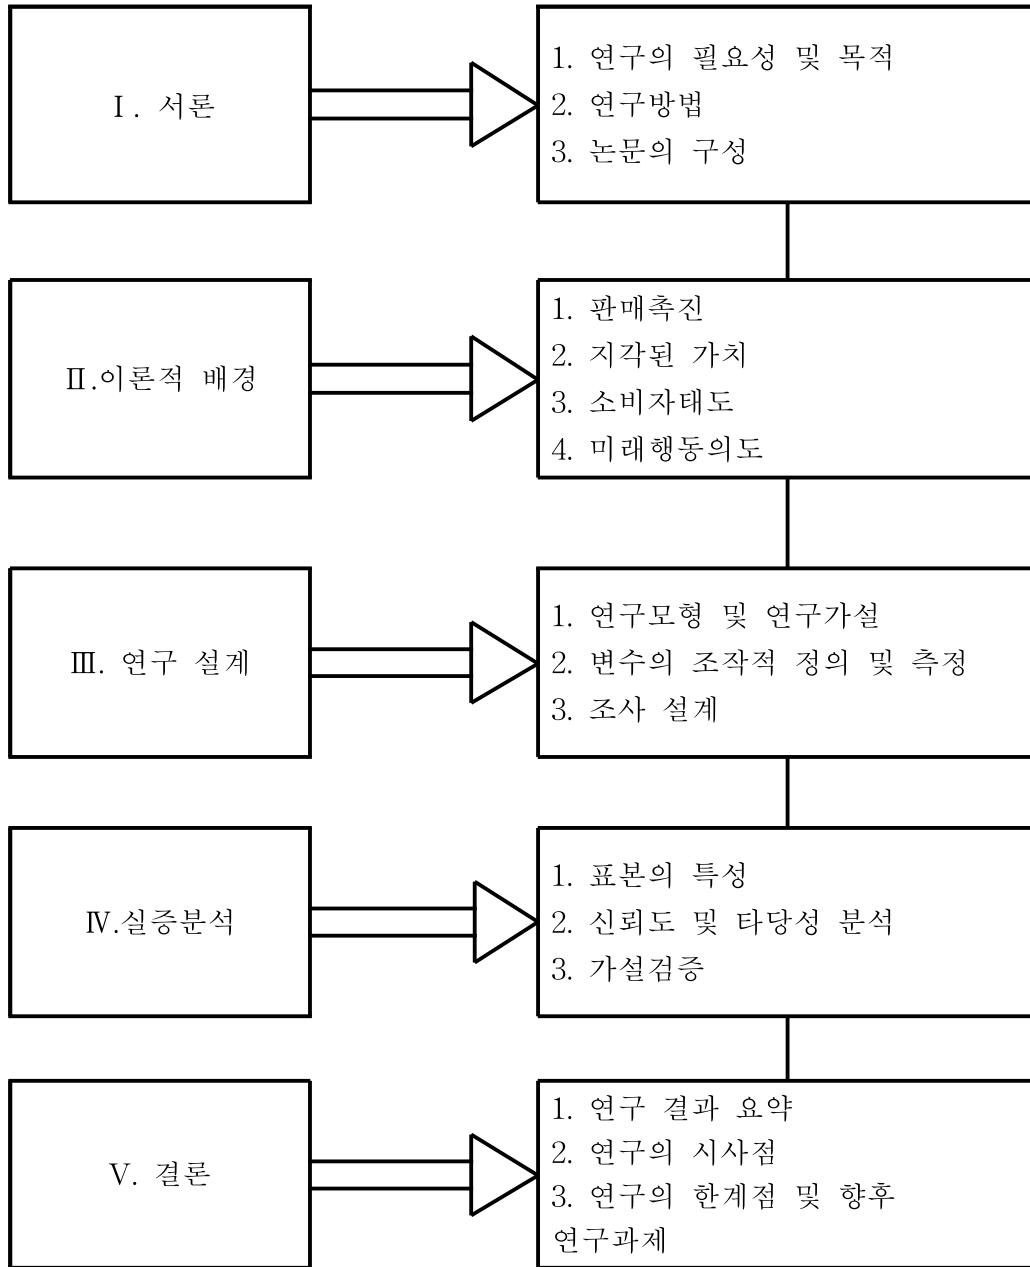 Ⅰ. 서론
1. 연구의 필요성 및 목적
2. 연구방법
3. 논문의 구성
Ⅱ.이론적 배경
1. 판매촉진
2. 지각된 가치
3. 소비자태도
4. 미래행동의도
Ⅲ. 연구 설계
1. 연구모형 및 연구가설
2. 변수의 조작적 정의 및 측정
3. 조사 설계
Ⅳ.실증분석
1. 표본의 특성
2. 신뢰도 및 타당성 분석
3. 가설검증
Ⅴ. 결론
1. 연구 결과 요약
2. 연구의 시사점
3. 연구의 한계점 및 향후
연구과제